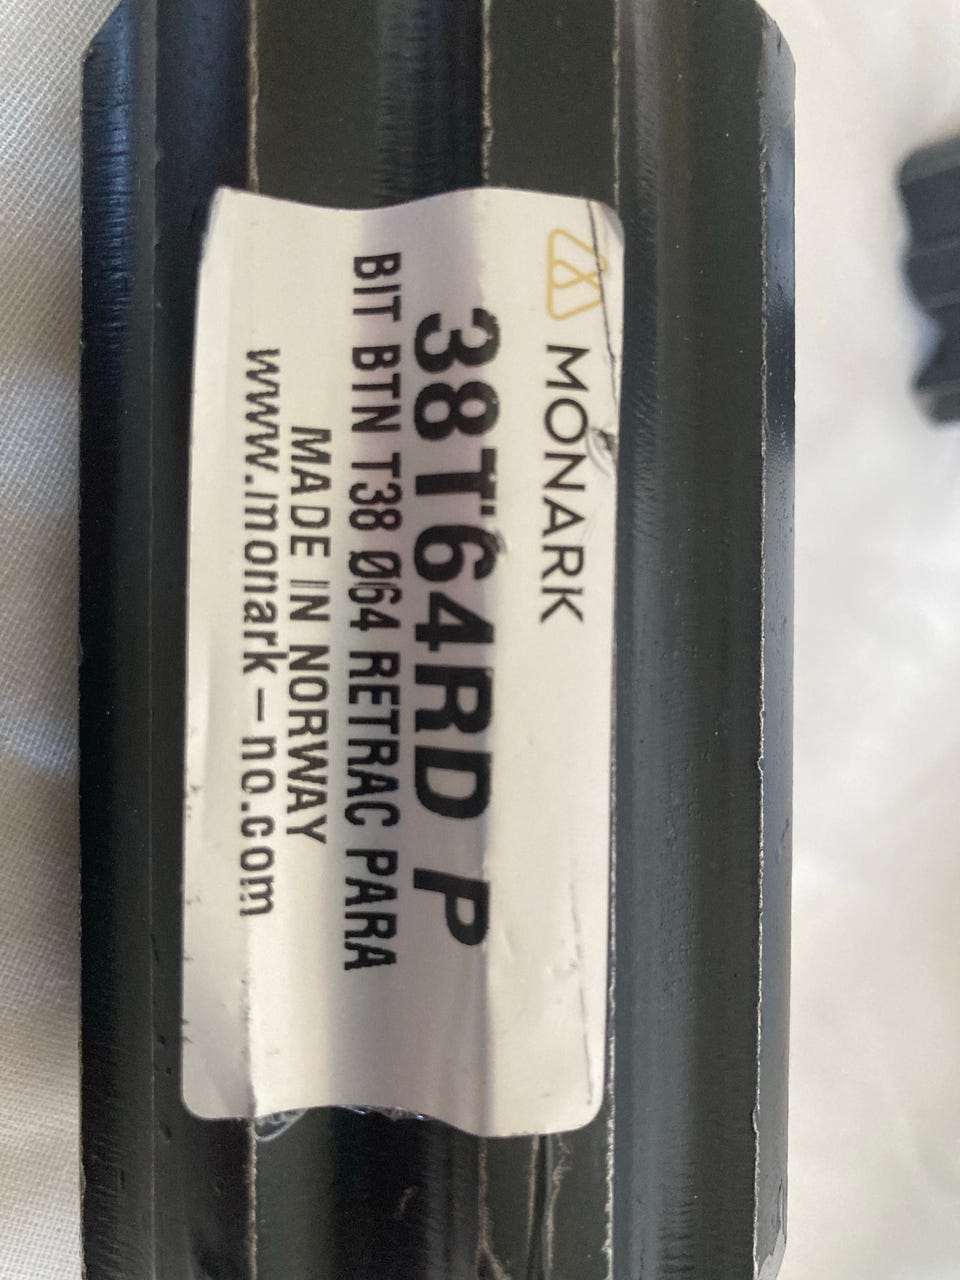 MONARK
38T64RD P
BIT BTN T38 Ø64 RETRAC PARA
MADE IN NORWAY
www.monark-no.com